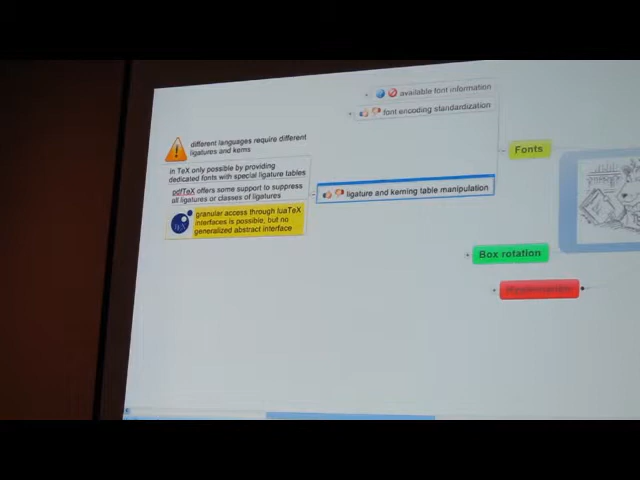 available font information
font encoding standardization
Fonts
different languages require different
ligatures and kerns
in TeX only possible by providing
dedicated fonts with special ligature tables
pdfTeX offers some support to suppress
all ligatures or classes of ligatures
ligature and kerning table manipulation
granular access through luaTeX
interfaces is possible, but no
generalized abstract interface
Box rotation